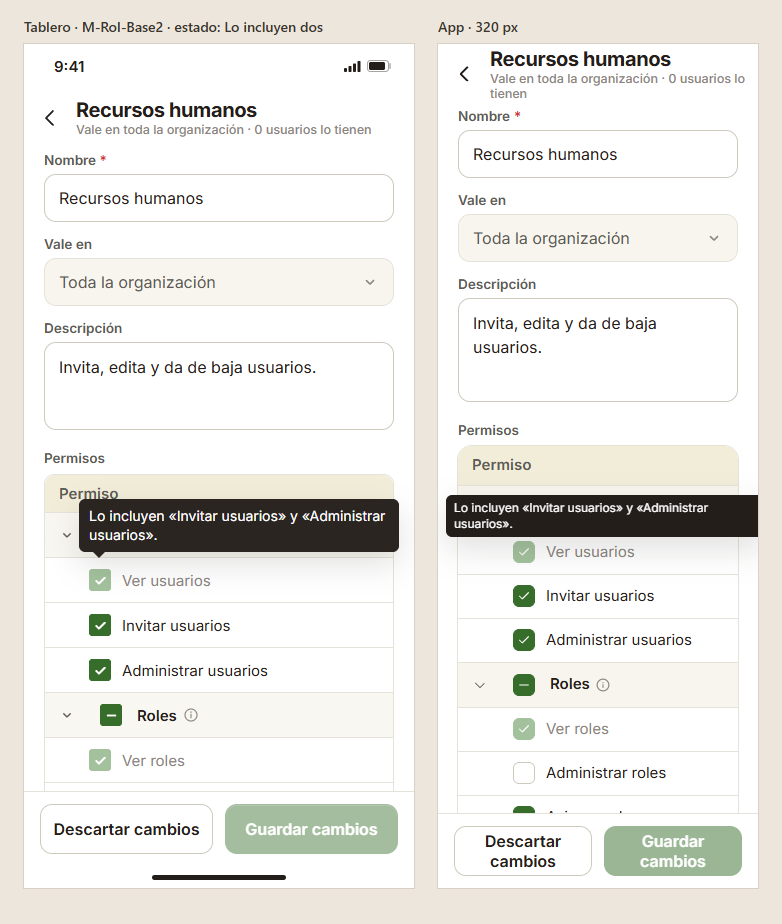 Tablero · M-Rol-Base2 · estado: Lo incluyen dos
9:41
Recursos humanos
Vale en toda la organización · 0 usuarios lo tienen
Nombre *
Recursos humanos
Vale en
Toda la organización
Descripción
Invita, edita y da de baja usuarios.
Permisos
Permiso
Lo incluyen «Invitar usuarios» y «Administrar
usuarios».
Ver usuarios
Invitar usuarios
Administrar usuarios
Roles
Ver roles
Descartar cambios
Guardar cambios
App · 320 px
Recursos humanos
Vale en toda la organización · 0 usuarios lo
tienen
Nombre *
Recursos humanos
Vale en
Toda la organización
Descripción
Invita, edita y da de baja
usuarios.
Permisos
Permiso
Lo incluyen «Invitar usuarios» y «Administrar
usuarios».
Ver usuarios
Invitar usuarios
Administrar usuarios
Roles
Ver roles
Administrar roles
Descartar
cambios
Guardar
cambios